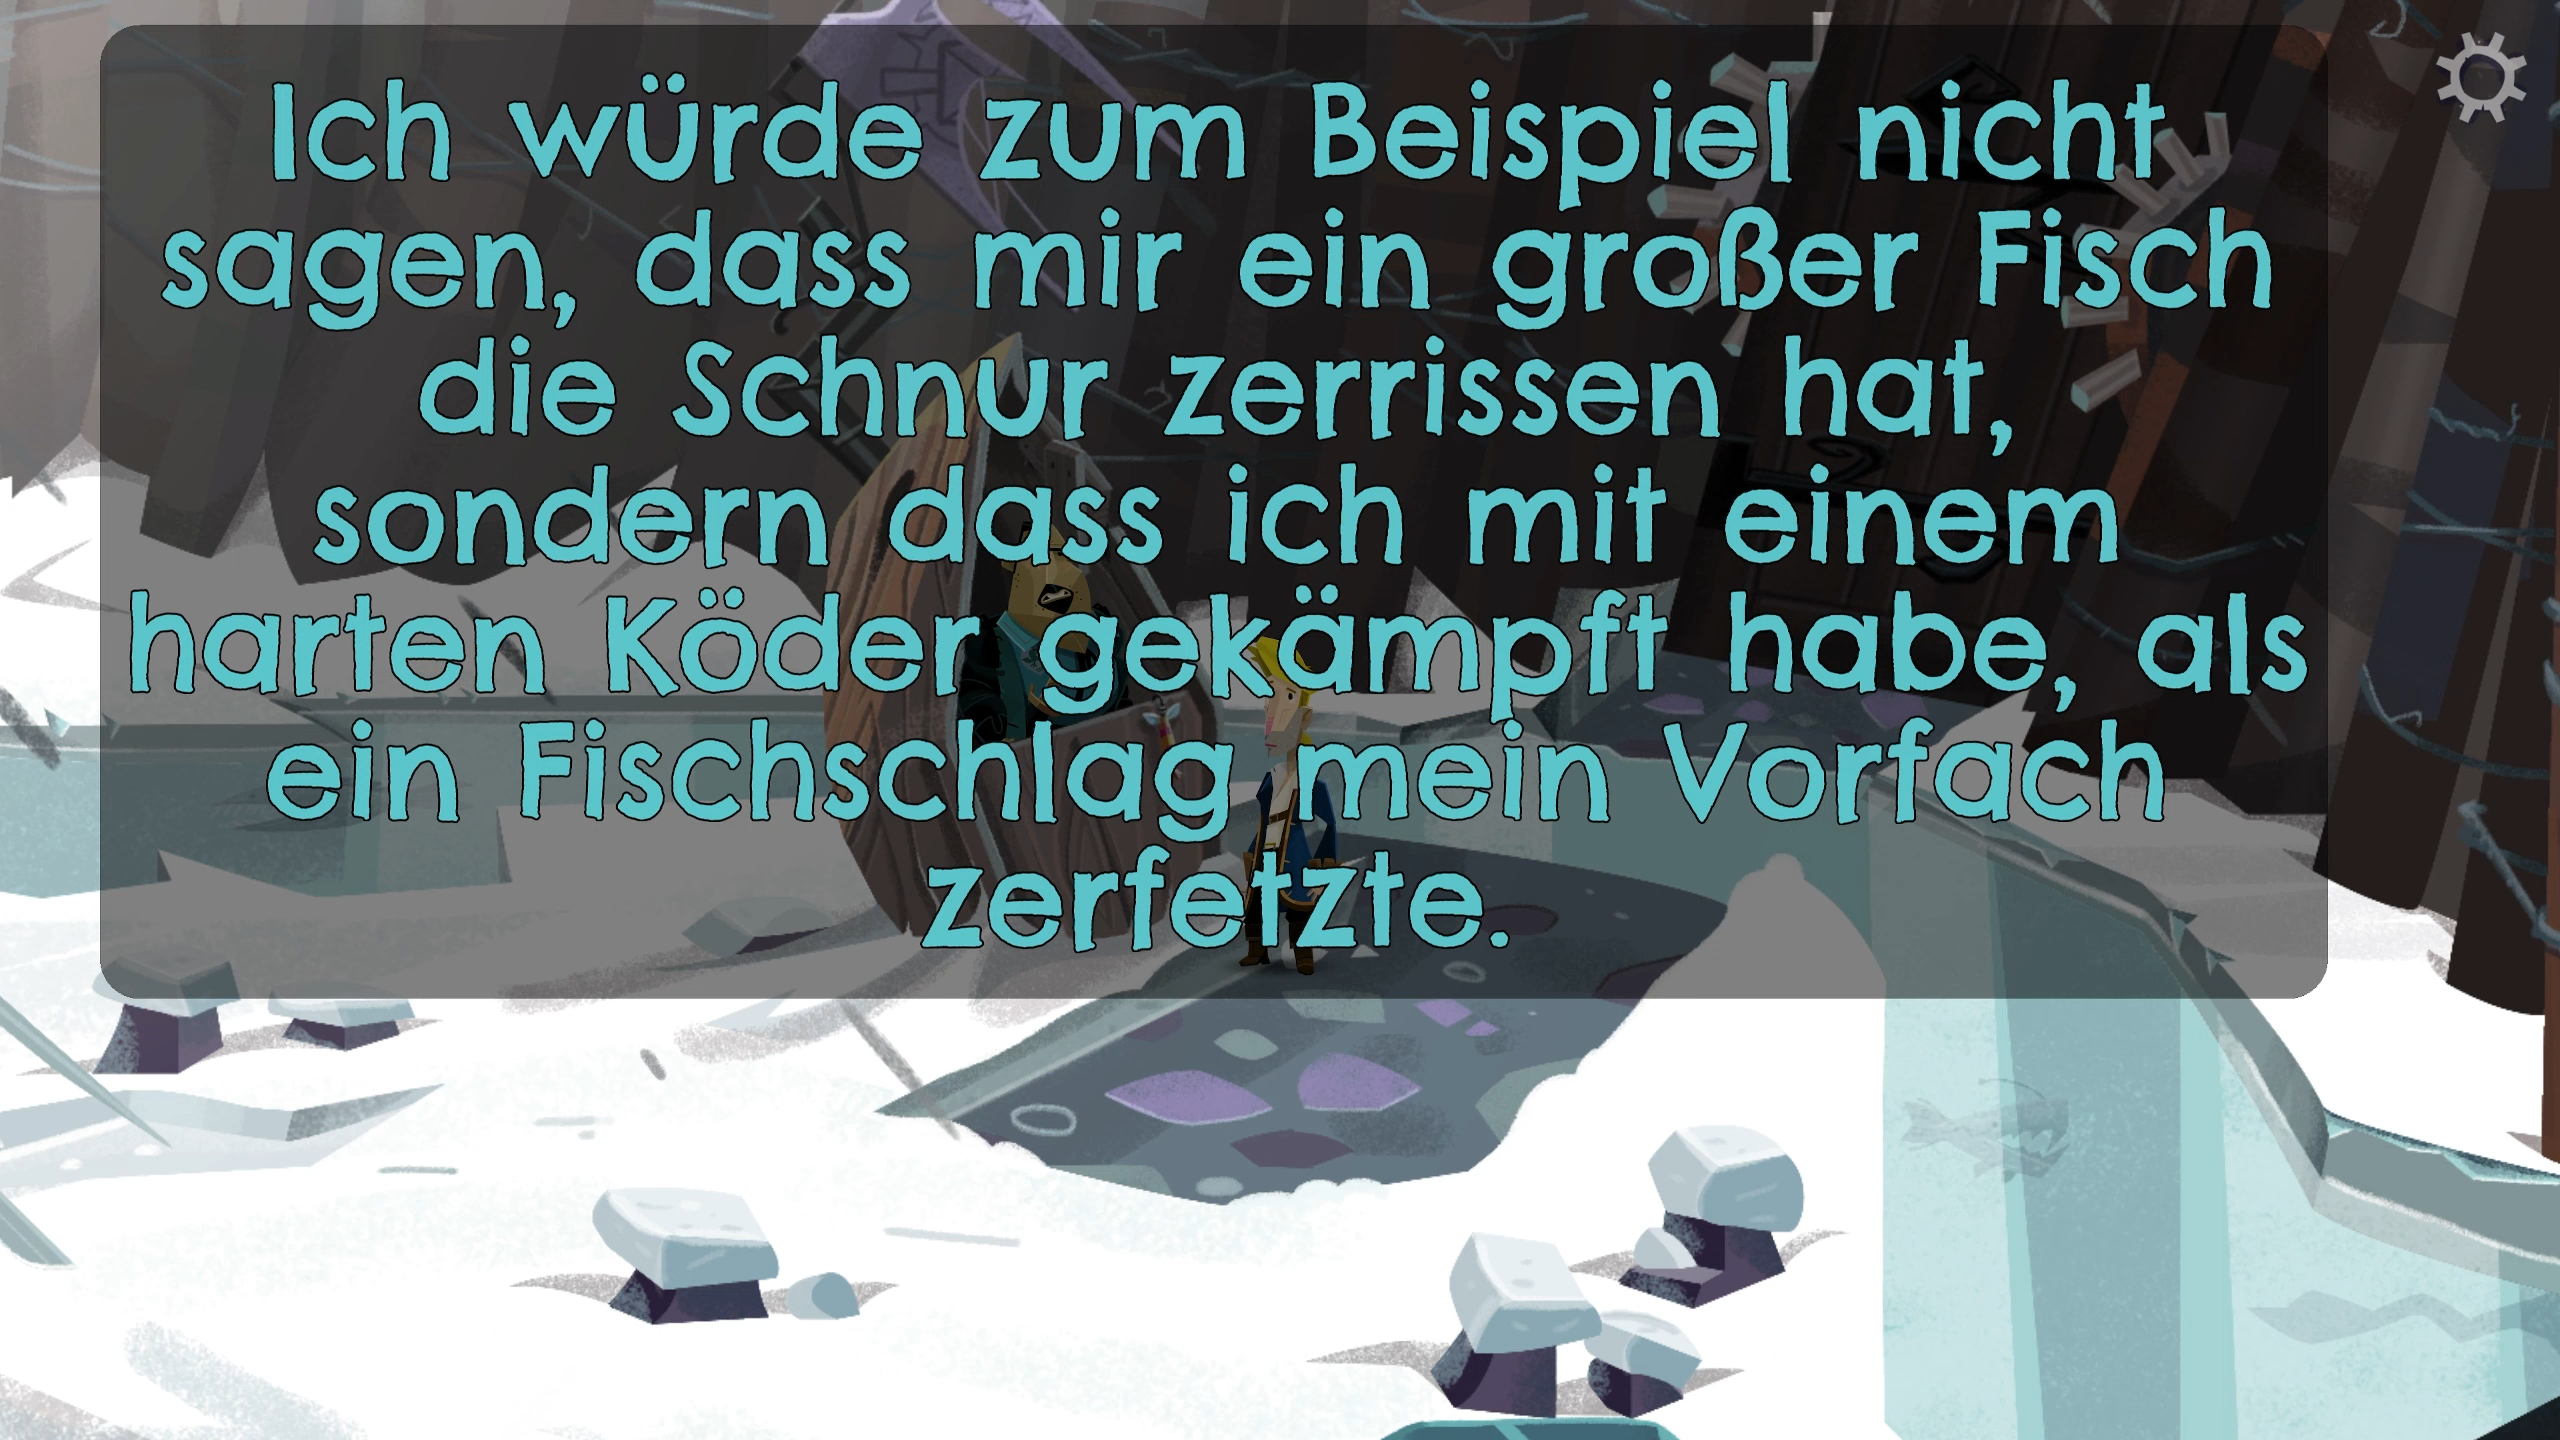 Ich würde zum Beispiel nicht
sagen, dass mir ein großer Fisch
die Schnur zerrissen hat,
sondern dass ich mit einem
harten Köder gekämpft habe, als
ein Fischschlag mein Vorfach
zerfetzte.